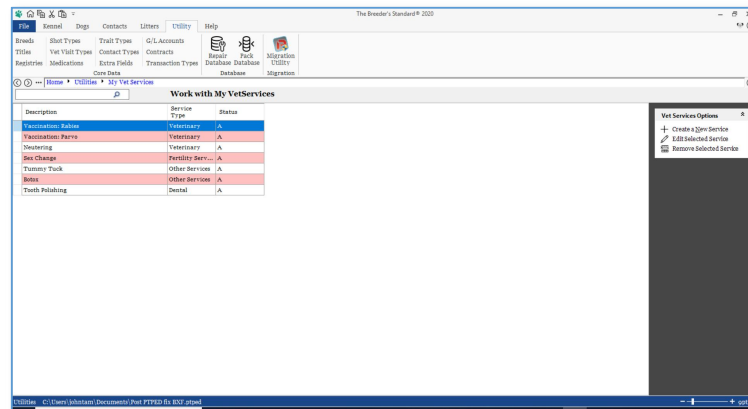 The Breeder's Standard® 2020
File Kennel Dogs Contacts Litters Utility Help
Breeds Shot Types Trait Types G/L Accounts
Titles Vet Visit Types Contact Types Contracts
Registries Medications Extra Fields Transaction Types
Repair Database
Pack Database
Migration Utility
Core Data Database Migration
Home Utilities My Vet Services
Work with My VetServices
Description Service Type Status
Vaccination: Rabies Veterinary A
Vaccination: Parvo Veterinary A
Neutering Veterinary A
Sex Change Fertility Serv... A
Tummy Tuck Other Services A
Botox Other Services A
Tooth Polishing Dental A
Vet Services Options
Create a New Service
Edit Selected Service
Remove Selected Service
Utilities C:\Users\johntam\Documents\Post PTPED fix BXF.ptped